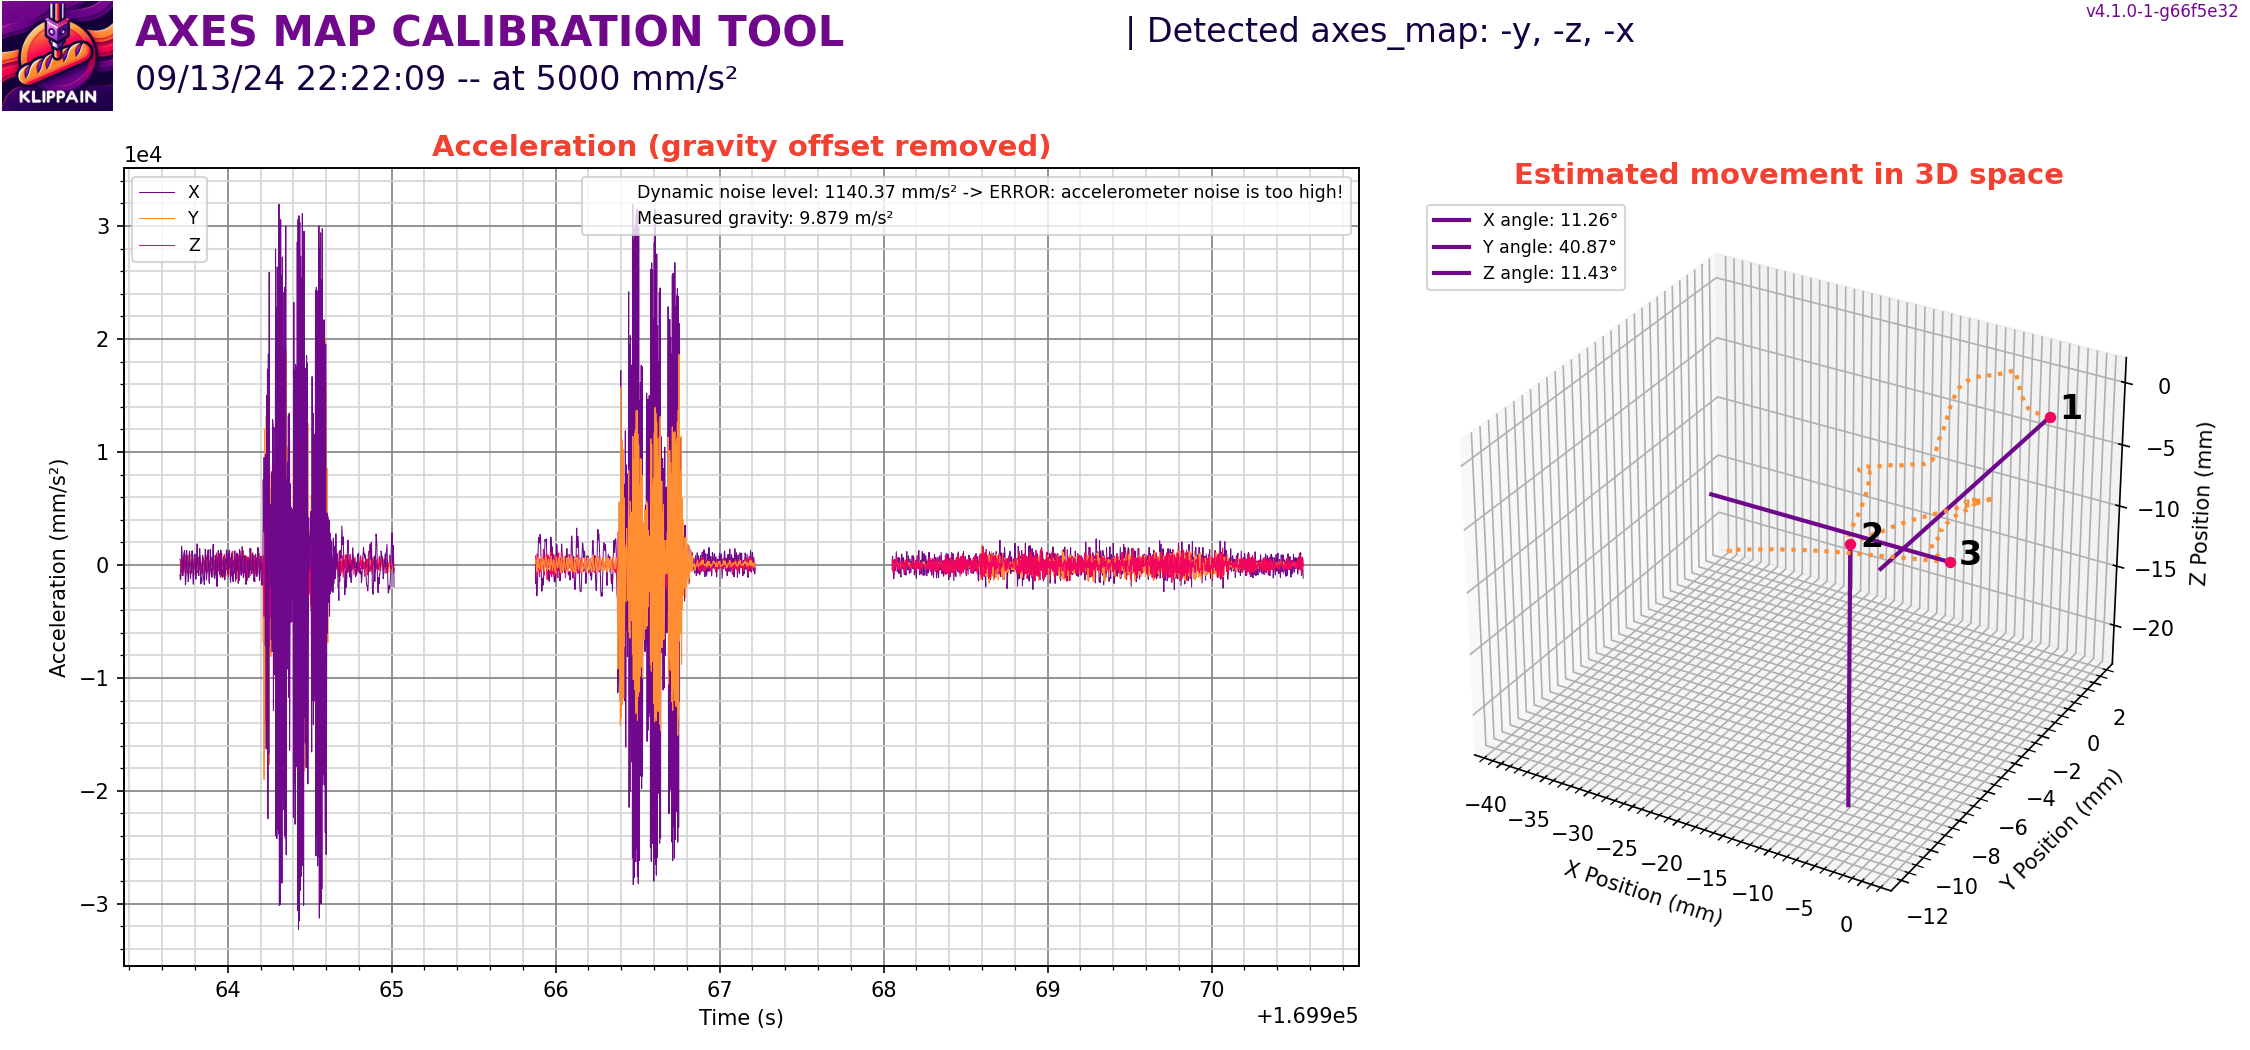 AXES MAP CALIBRATION TOOL
| Detected axes_map: -y, -z, -x
v4.1.0-1-g66f5e32
09/13/24 22:22:09 -- at 5000 mm/s²
KLIPPAIN
Acceleration (gravity offset removed)
1e4
X
Y
Z
Dynamic noise level: 1140.37 mm/s² -> ERROR: accelerometer noise is too high!
Measured gravity: 9.879 m/s²
3
2
1
0
−1
−2
−3
Acceleration (mm/s²)
64
65
66
67
68
69
70
Time (s)
+1.699e5
Estimated movement in 3D space
X angle: 11.26°
Y angle: 40.87°
Z angle: 11.43°
1
2
3
0
−5
−10
−15
−20
Z Position (mm)
2
0
−2
−4
−6
−8
−10
−12
Y Position (mm)
−40
−35
−30
−25
−20
−15
−10
−5
0
X Position (mm)